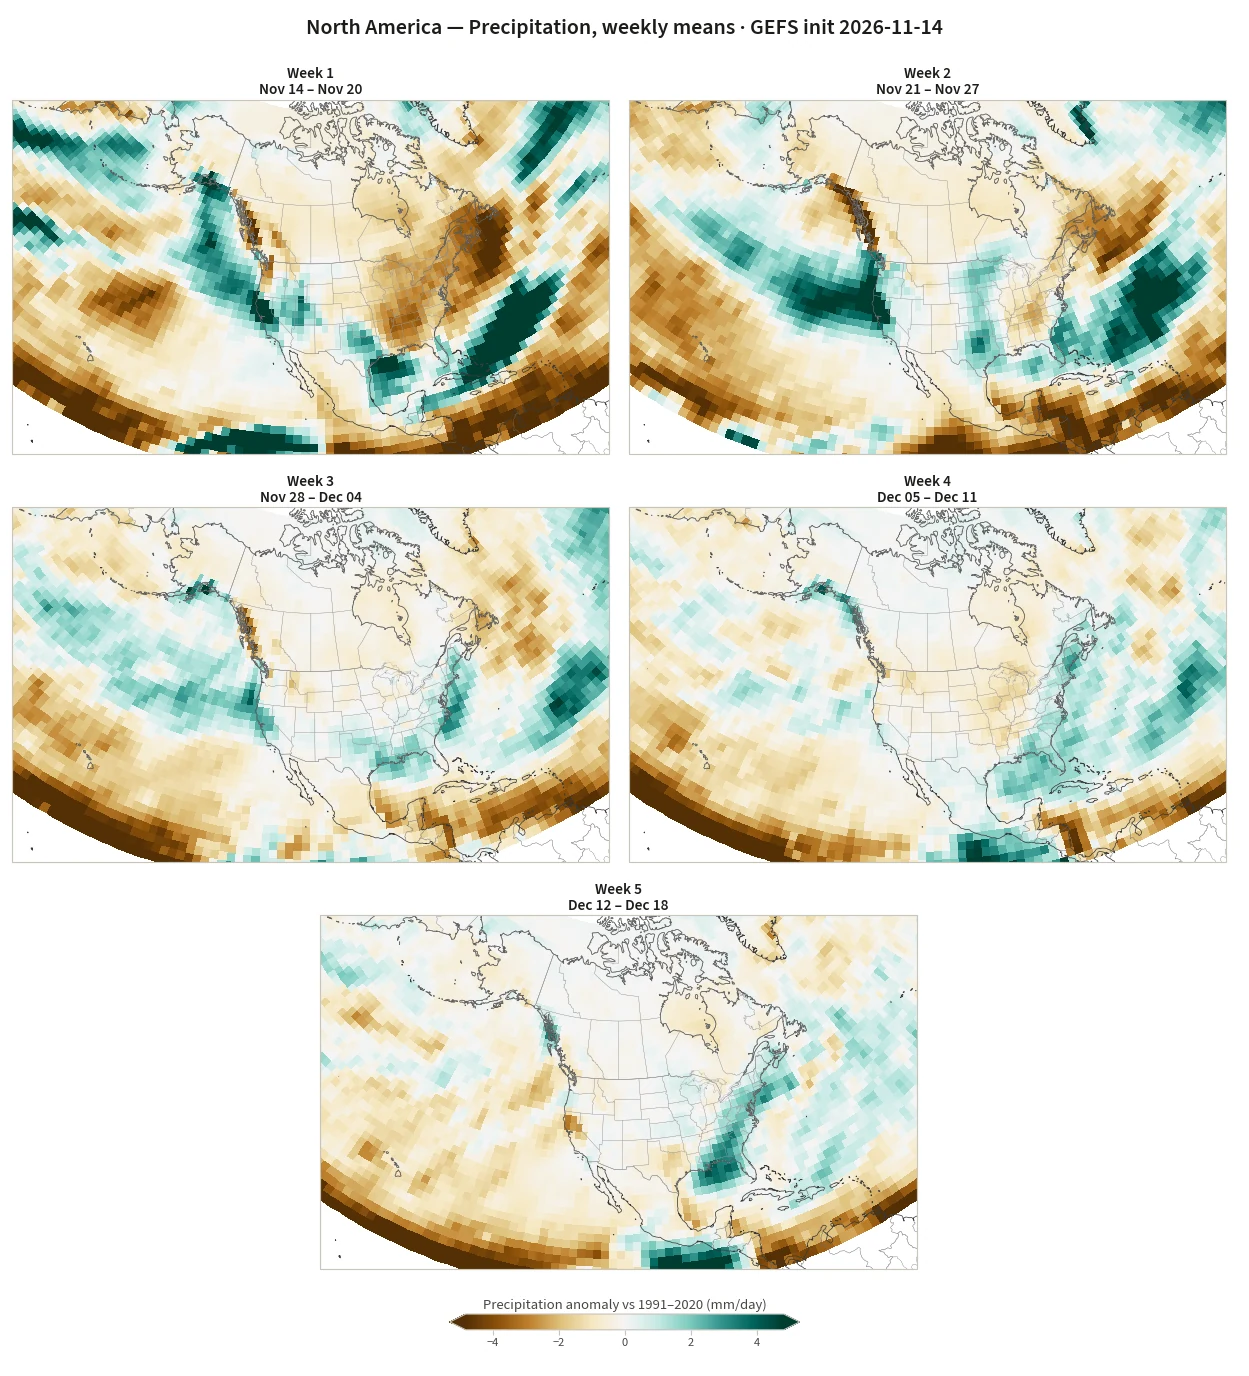 North America — Precipitation, weekly means · GEFS init 2026-11-14
Week 1
Nov 14 – Nov 20
Week 2
Nov 21 – Nov 27
Week 3
Nov 28 – Dec 04
Week 4
Dec 05 – Dec 11
Week 5
Dec 12 – Dec 18
Precipitation anomaly vs 1991–2020 (mm/day)
−4 −2 0 2 4